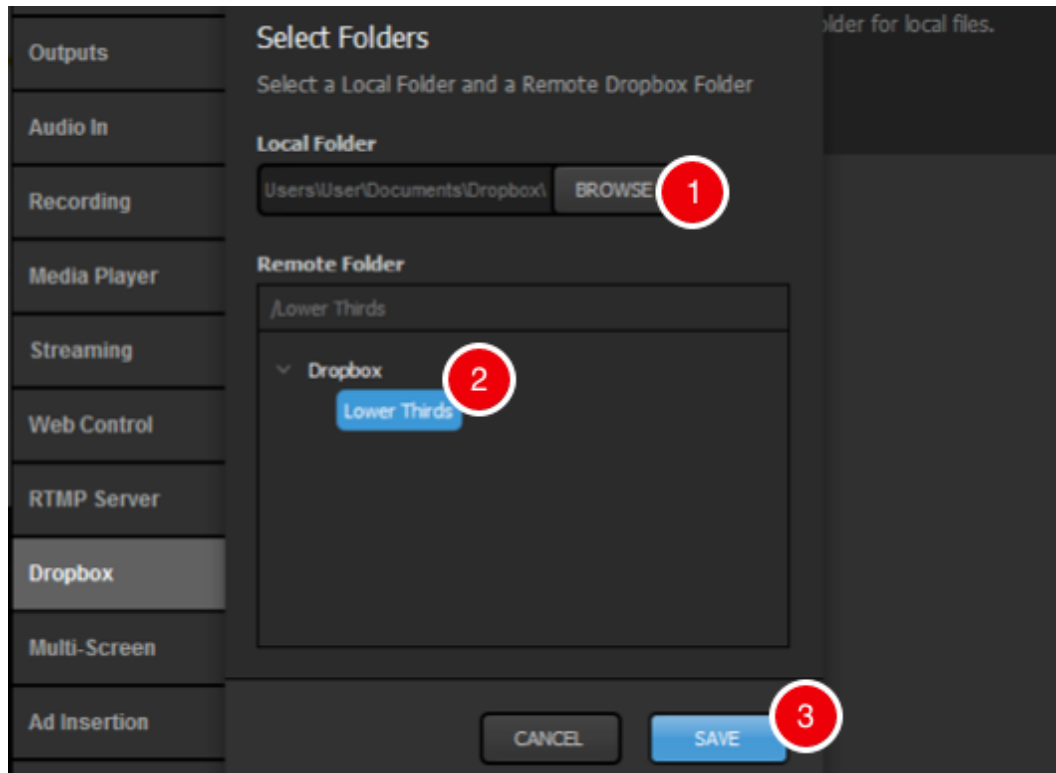 Outputs
Audio In
Recording
Media Player
Streaming
Web Control
RTMP Server
Dropbox
Multi-Screen
Ad Insertion
Select Folders
Select a Local Folder and a Remote Dropbox Folder
Local Folder
Users\User\Documents\Dropbox\ BROWSE 1
Remote Folder
/Lower Thirds
Dropbox 2
Lower Thirds
CANCEL SAVE 3
for local files.